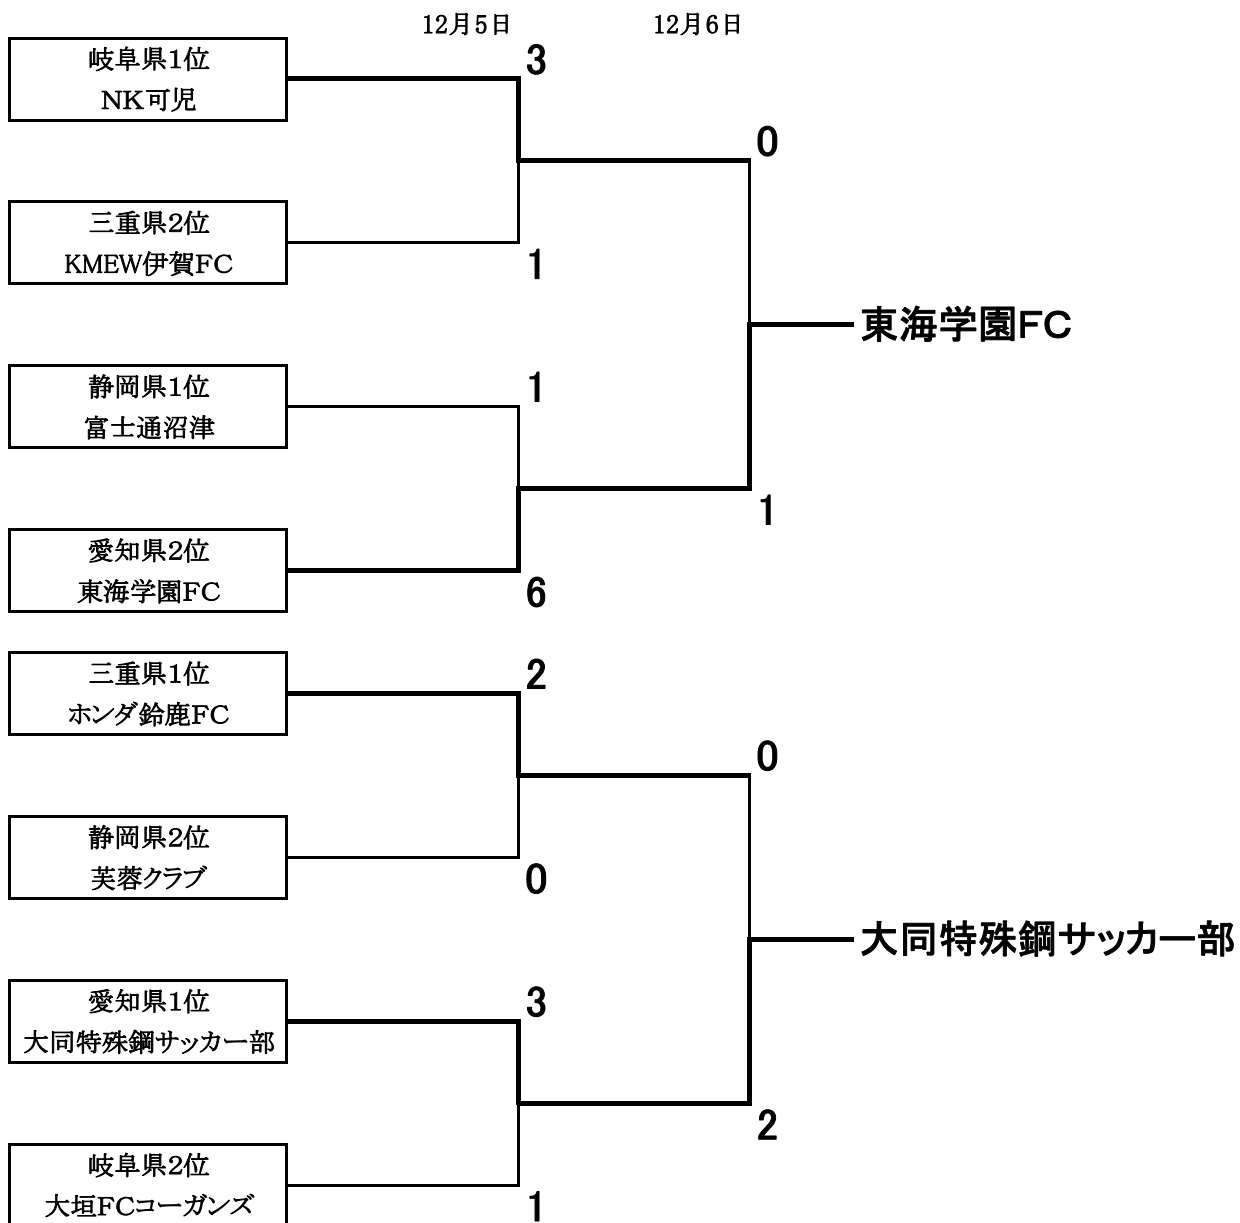 12月5日 12月6日
岐阜県1位
NK可児
3
0
三重県2位
KMEW伊賀FC
1
東海学園FC
静岡県1位
富士通沼津
1
1
愛知県2位
東海学園FC
6
三重県1位
ホンダ鈴鹿FC
2
0
静岡県2位
芙蓉クラブ
0
大同特殊鋼サッカー部
愛知県1位
大同特殊鋼サッカー部
3
2
岐阜県2位
大垣FCコーガンズ
1